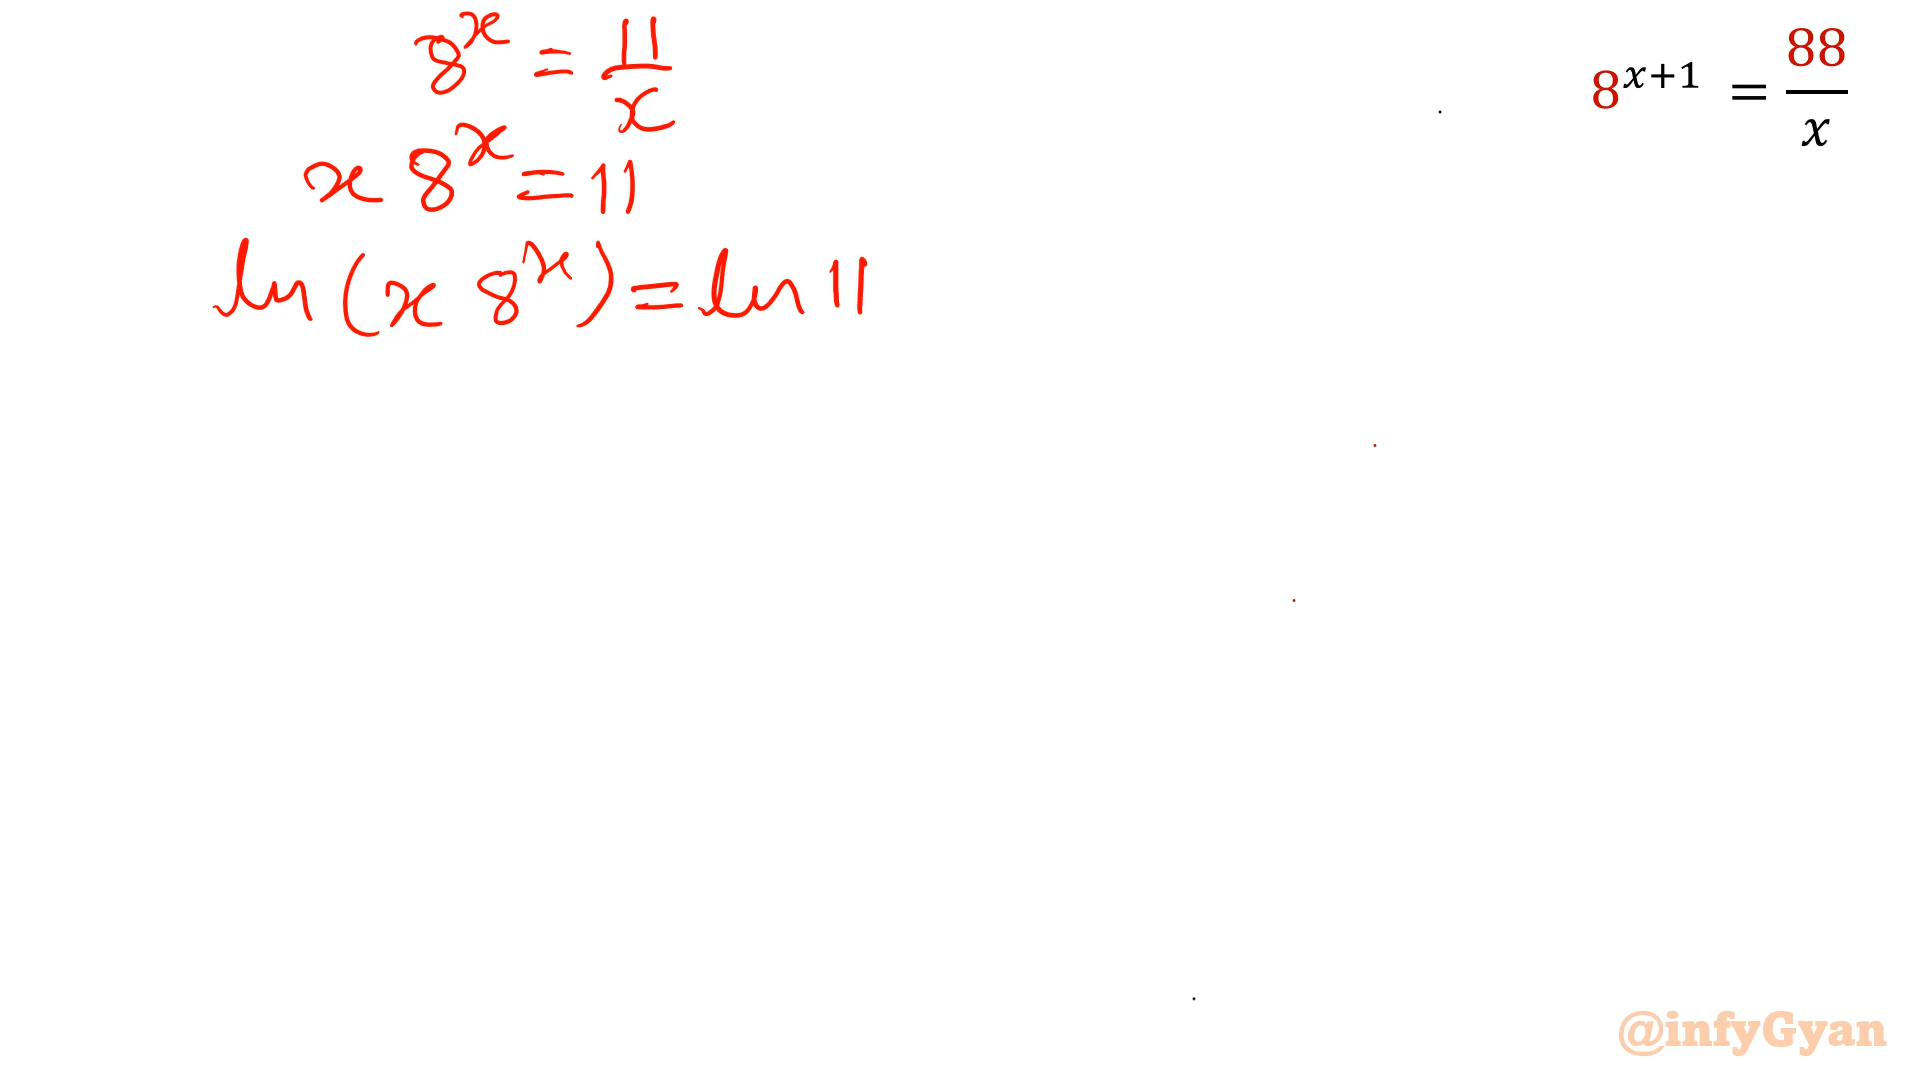 8^x = 11/x
x 8^x = 11
ln (x 8^x) = ln 11
8^{x+1} = 88/x
@infyGyan